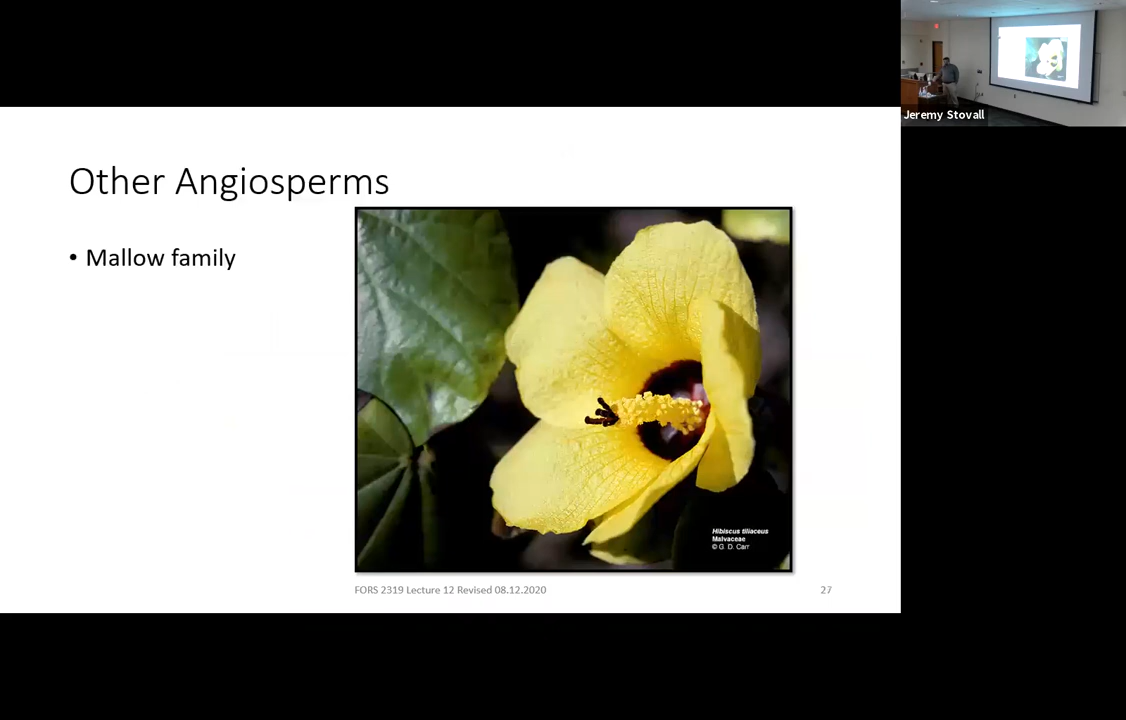 Jeremy Stovall
Other Angiosperms
• Mallow family
Hibiscus tiliaceus
Malvaceae
© G. D. Carr
FORS 2319 Lecture 12 Revised 08.12.2020
27